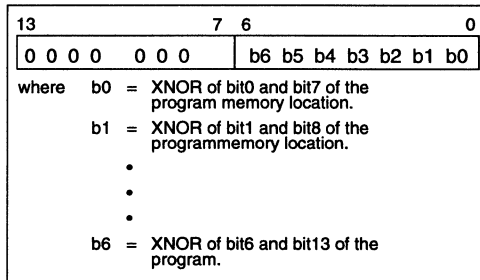 13 7 6 0
0 0 0 0 0 0 0 b6 b5 b4 b3 b2 b1 b0
where b0 = XNOR of bit0 and bit7 of the
program memory location.
b1 = XNOR of bit1 and bit8 of the
programmemory location.
•
•
•
b6 = XNOR of bit6 and bit13 of the
program.